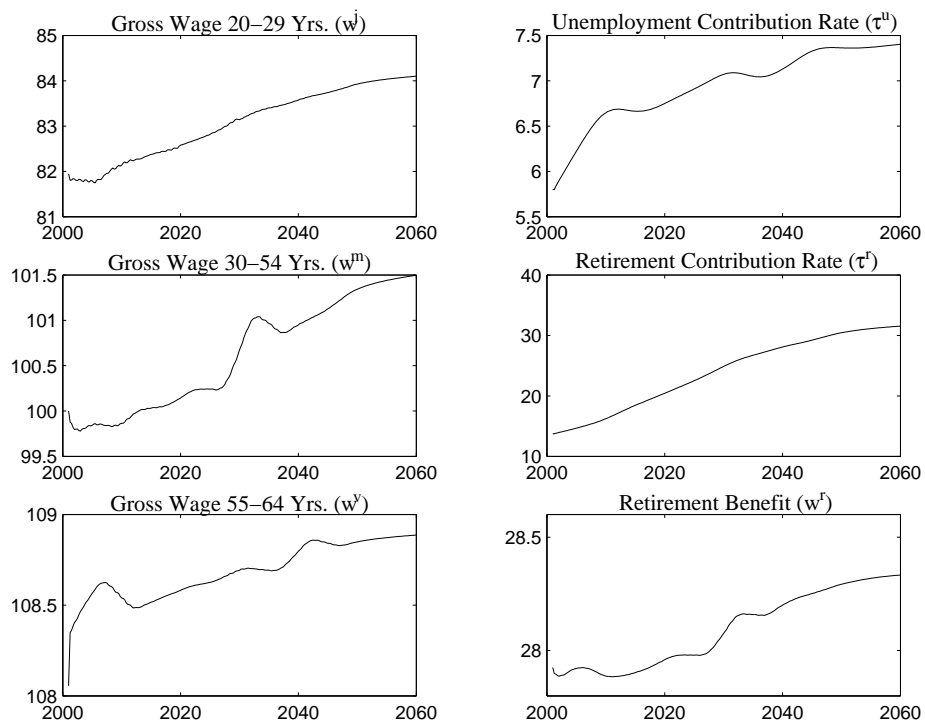 Gross Wage 20−29 Yrs. (w^j)
85
84
83
82
81
2000 2020 2040 2060
Unemployment Contribution Rate (τ^u)
7.5
7
6.5
6
5.5
2000 2020 2040 2060
Gross Wage 30−54 Yrs. (w^m)
101.5
101
100.5
100
99.5
2000 2020 2040 2060
Retirement Contribution Rate (τ^r)
40
30
20
10
2000 2020 2040 2060
Gross Wage 55−64 Yrs. (w^y)
109
108.5
108
2000 2020 2040 2060
Retirement Benefit (w^r)
28.5
28
2000 2020 2040 2060